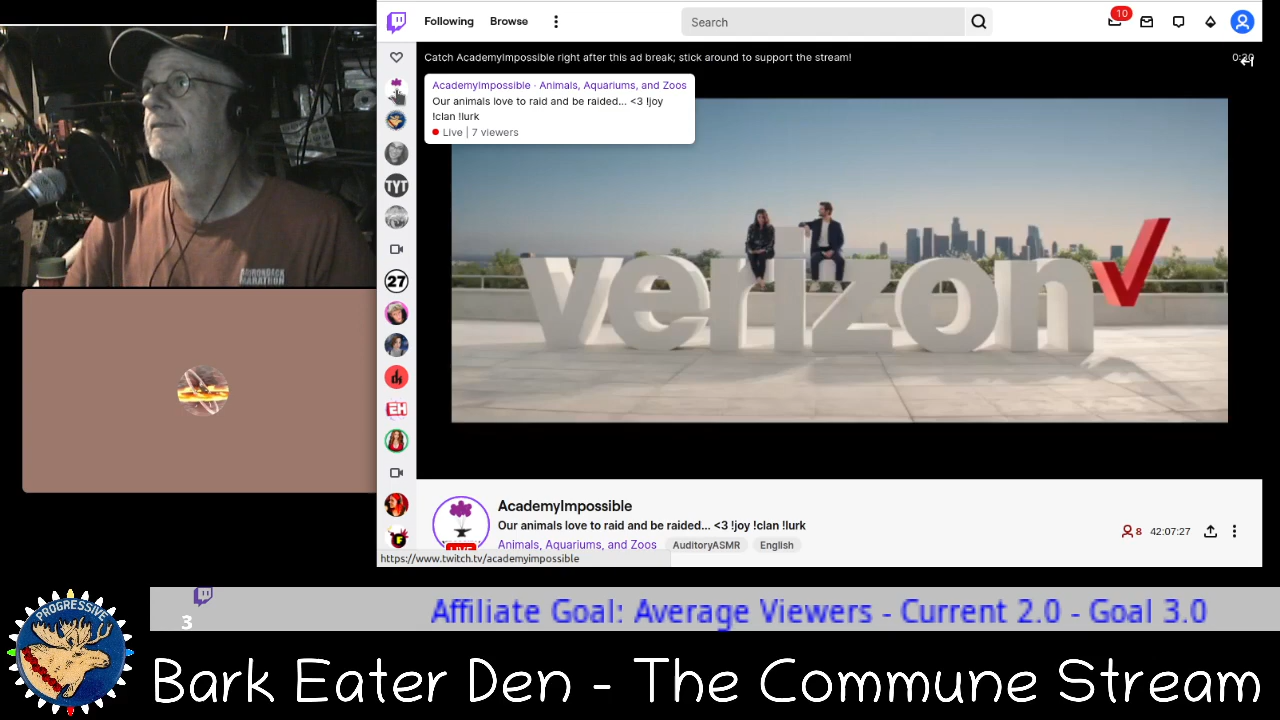 Following
Browse
Search
10
Catch AcademyImpossible right after this ad break; stick around to support the stream!
AcademyImpossible · Animals, Aquariums, and Zoos
Our animals love to raid and be raided... <3 !joy
!clan !lurk
Live | 7 viewers
verizon
TYT
27
EH
ADIRONDACK
MARATHON
AcademyImpossible
Our animals love to raid and be raided... <3 !joy !clan !lurk
LIVE
Animals, Aquariums, and Zoos
AuditoryASMR
English
8
42:07:27
https://www.twitch.tv/academyimpossible
3
Affiliate Goal: Average Viewers - Current 2.0 - Goal 3.0
PROGRESSIVE
Bark Eater Den - The Commune Stream